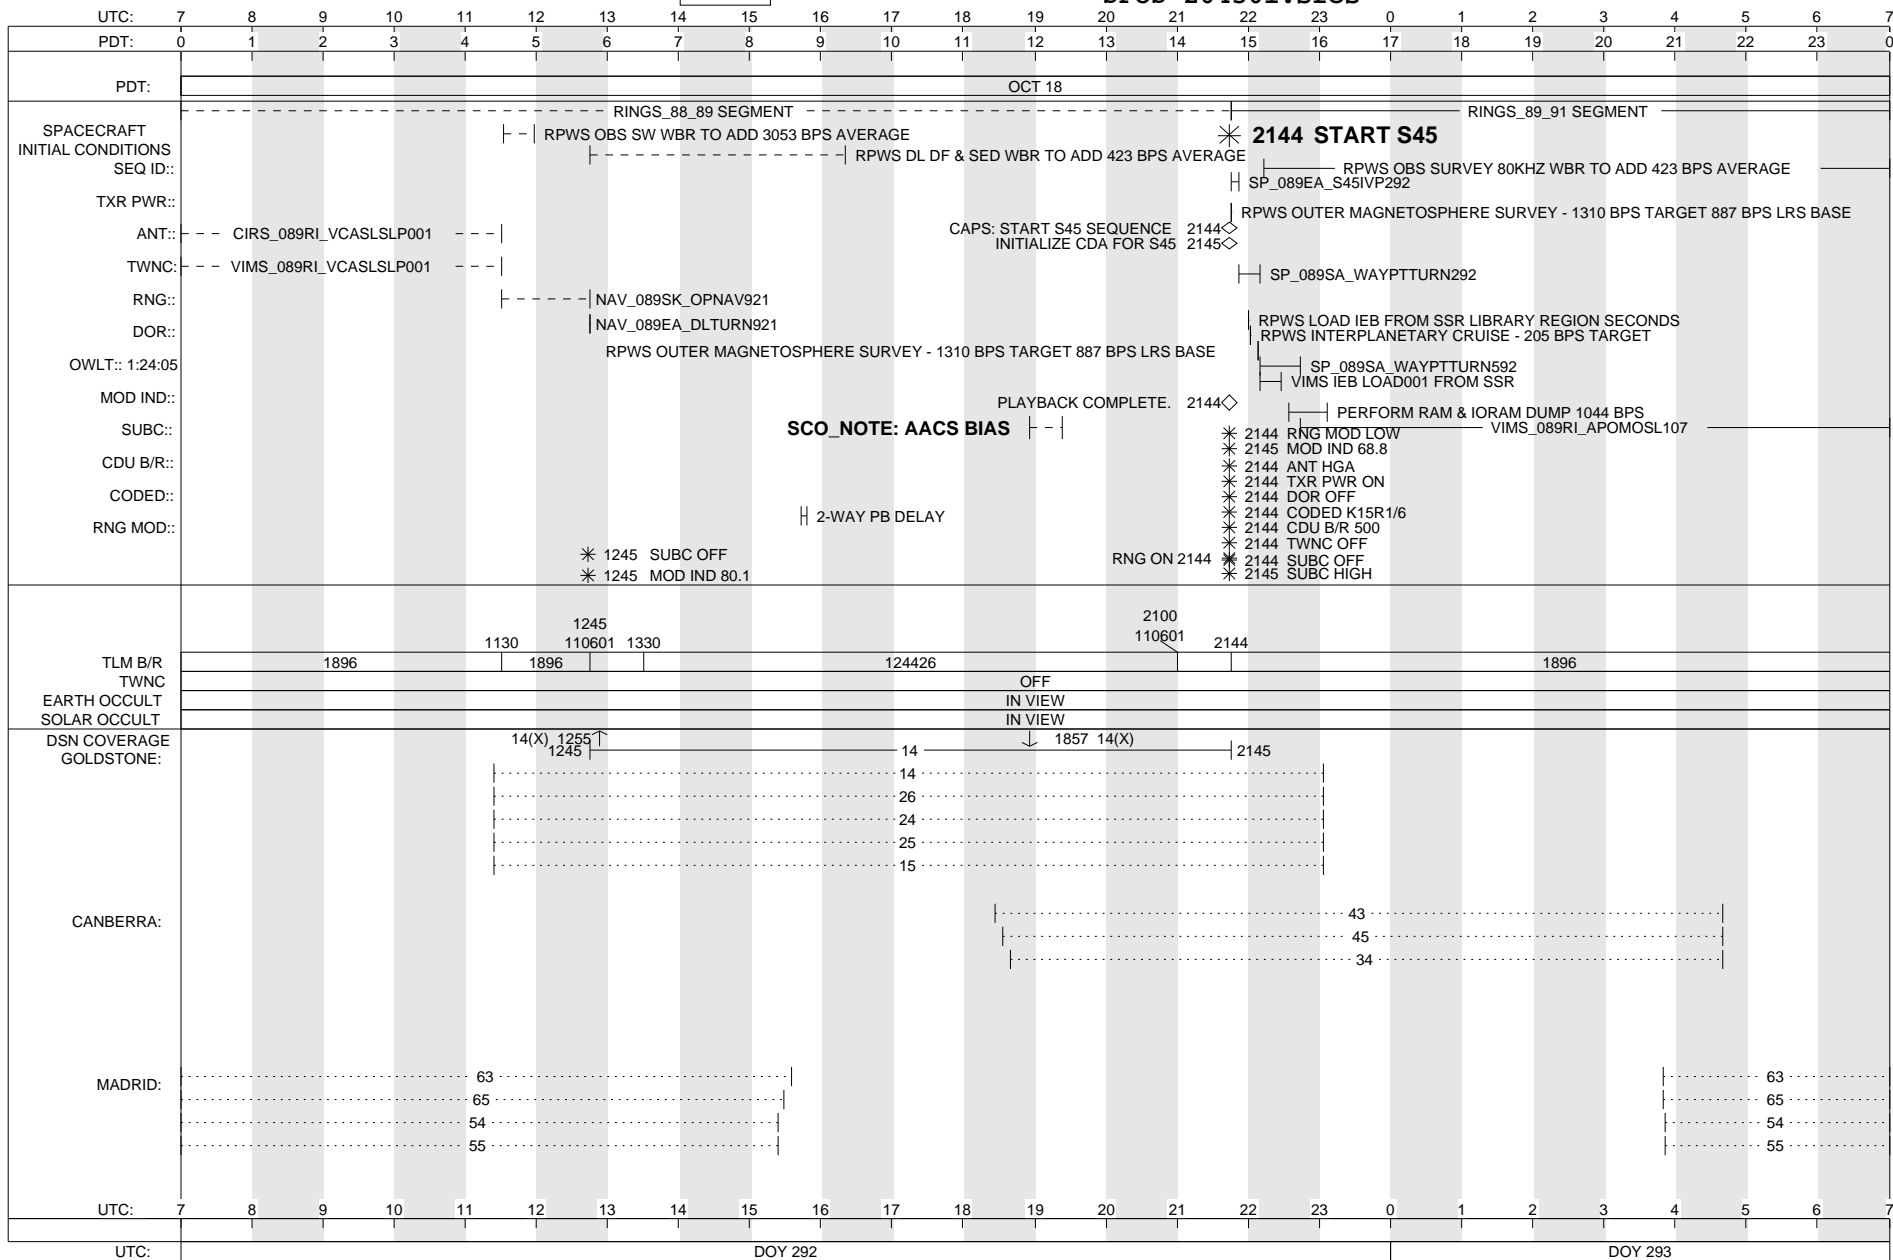 UTC: 7 8 9 10 11 12 13 14 15 16 17 18 19 20 21 22 23 0 1 2 3 4 5 6 7
PDT: 0 1 2 3 4 5 6 7 8 9 10 11 12 13 14 15 16 17 18 19 20 21 22 23 0
PDT: OCT 18
RINGS_88_89 SEGMENT RINGS_89_91 SEGMENT
SPACECRAFT
INITIAL CONDITIONS
SEQ ID::
TXR PWR::
ANT::
TWNC:
RNG::
DOR::
OWLT:: 1:24:05
MOD IND::
SUBC::
CDU B/R::
CODED::
RNG MOD::
RPWS OBS SW WBR TO ADD 3053 BPS AVERAGE
2144 START S45
RPWS DL DF & SED WBR TO ADD 423 BPS AVERAGE
RPWS OBS SURVEY 80KHZ WBR TO ADD 423 BPS AVERAGE
SP_089EA_S45IVP292
RPWS OUTER MAGNETOSPHERE SURVEY - 1310 BPS TARGET 887 BPS LRS BASE
CIRS_089RI_VCASLSLP001
CAPS: START S45 SEQUENCE 2144
INITIALIZE CDA FOR S45 2145
VIMS_089RI_VCASLSLP001
SP_089SA_WAYPTTURN292
NAV_089SK_OPNAV921
NAV_089EA_DLTURN921
RPWS LOAD IEB FROM SSR LIBRARY REGION SECONDS
RPWS INTERPLANETARY CRUISE - 205 BPS TARGET
RPWS OUTER MAGNETOSPHERE SURVEY - 1310 BPS TARGET 887 BPS LRS BASE
SP_089SA_WAYPTTURN592
VIMS IEB LOAD001 FROM SSR
PLAYBACK COMPLETE. 2144
PERFORM RAM & IORAM DUMP 1044 BPS
SCO_NOTE: AACS BIAS
VIMS_089RI_APOMOSL107
2144 RNG MOD LOW
2145 MOD IND 68.8
2144 ANT HGA
2144 TXR PWR ON
2144 DOR OFF
2-WAY PB DELAY
2144 CODED K15R1/6
2144 CDU B/R 500
2144 TWNC OFF
1245 SUBC OFF
RNG ON 2144
2144 SUBC OFF
1245 MOD IND 80.1
2145 SUBC HIGH
1130 1245 110601 1330 2100 110601 2144
TLM B/R 1896 1896 124426 1896
TWNC OFF
EARTH OCCULT IN VIEW
SOLAR OCCULT IN VIEW
DSN COVERAGE 14(X) 1255 1857 14(X)
GOLDSTONE: 1245 14 2145
14
26
24
25
15
CANBERRA: 43
45
34
MADRID: 63 63
65 65
54 54
55 55
UTC: 7 8 9 10 11 12 13 14 15 16 17 18 19 20 21 22 23 0 1 2 3 4 5 6 7
UTC: DOY 292 DOY 293